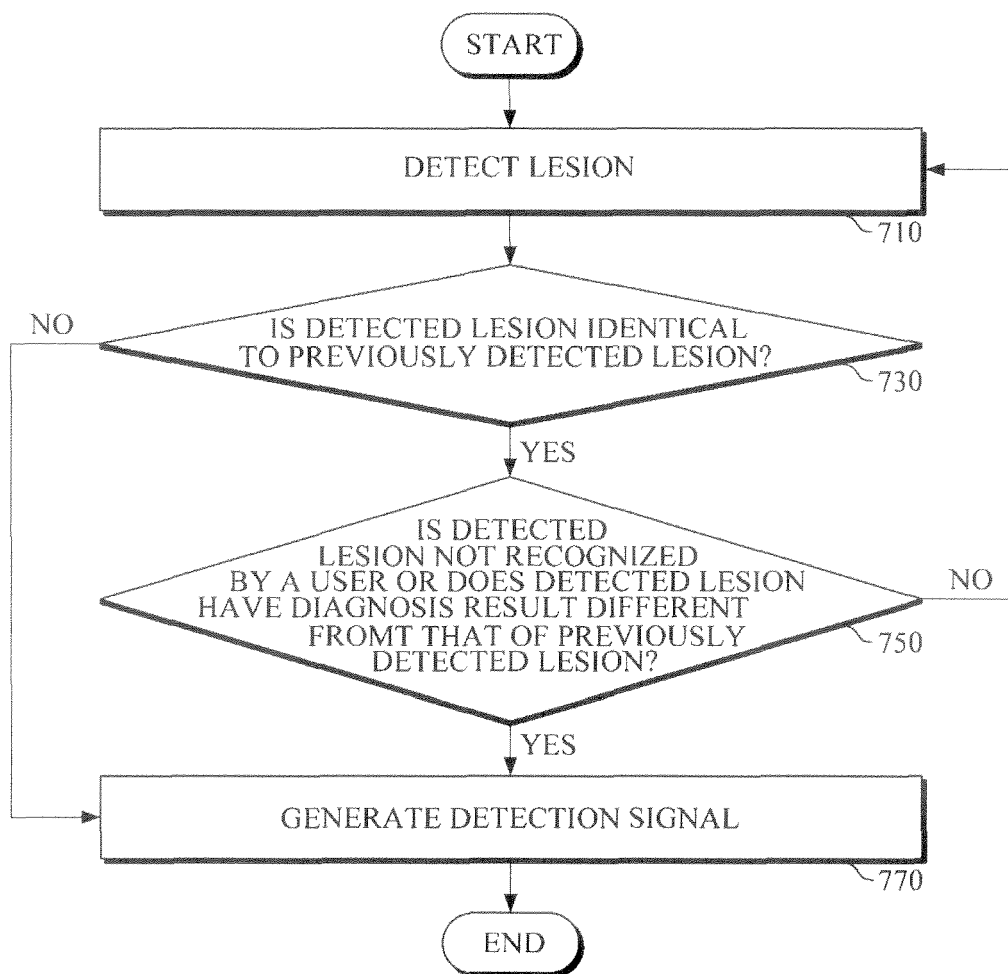 START
DETECT LESION
710
NO
IS DETECTED LESION IDENTICAL
TO PREVIOUSLY DETECTED LESION?
730
YES
IS DETECTED
LESION NOT RECOGNIZED
BY A USER OR DOES DETECTED LESION
HAVE DIAGNOSIS RESULT DIFFERENT
FROMT THAT OF PREVIOUSLY
DETECTED LESION?
NO
750
YES
GENERATE DETECTION SIGNAL
770
END